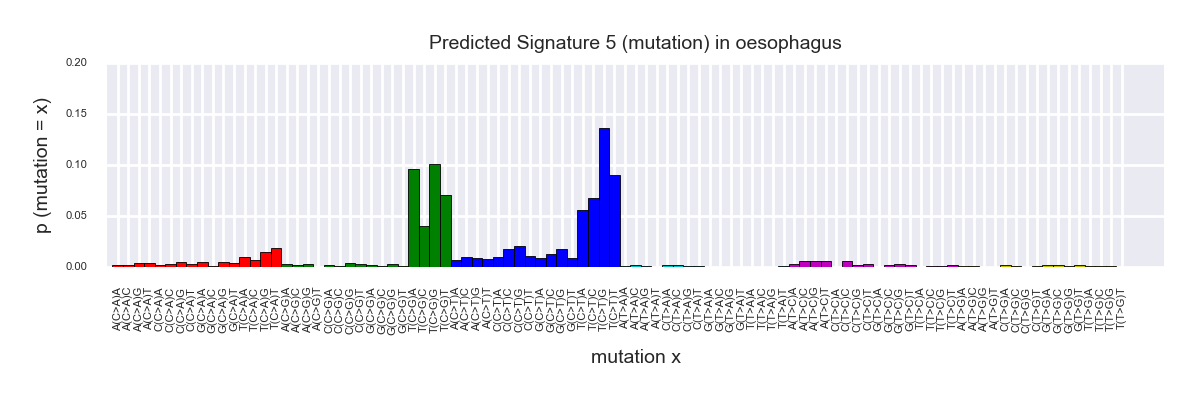 Predicted Signature 5 (mutation) in oesophagus
p (mutation = x)
0.20
0.15
0.10
0.05
0.00
A(C>A)A
A(C>A)C
A(C>A)G
A(C>A)T
C(C>A)A
C(C>A)C
C(C>A)G
C(C>A)T
G(C>A)A
G(C>A)C
G(C>A)G
G(C>A)T
T(C>A)A
T(C>A)C
T(C>A)G
T(C>A)T
A(C>G)A
A(C>G)C
A(C>G)G
A(C>G)T
C(C>G)A
C(C>G)C
C(C>G)G
C(C>G)T
G(C>G)A
G(C>G)C
G(C>G)G
G(C>G)T
T(C>G)A
T(C>G)C
T(C>G)G
T(C>G)T
A(C>T)A
A(C>T)C
A(C>T)G
A(C>T)T
C(C>T)A
C(C>T)C
C(C>T)G
C(C>T)T
G(C>T)A
G(C>T)C
G(C>T)G
G(C>T)T
T(C>T)A
T(C>T)C
T(C>T)G
T(C>T)T
A(T>A)A
A(T>A)C
A(T>A)G
A(T>A)T
C(T>A)A
C(T>A)C
C(T>A)G
C(T>A)T
G(T>A)A
G(T>A)C
G(T>A)G
G(T>A)T
T(T>A)A
T(T>A)C
T(T>A)G
T(T>A)T
A(T>C)A
A(T>C)C
A(T>C)G
A(T>C)T
C(T>C)A
C(T>C)C
C(T>C)G
C(T>C)T
G(T>C)A
G(T>C)C
G(T>C)G
G(T>C)T
T(T>C)A
T(T>C)C
T(T>C)G
T(T>C)T
A(T>G)A
A(T>G)C
A(T>G)G
A(T>G)T
C(T>G)A
C(T>G)C
C(T>G)G
C(T>G)T
G(T>G)A
G(T>G)C
G(T>G)G
G(T>G)T
T(T>G)A
T(T>G)C
T(T>G)G
T(T>G)T
mutation x